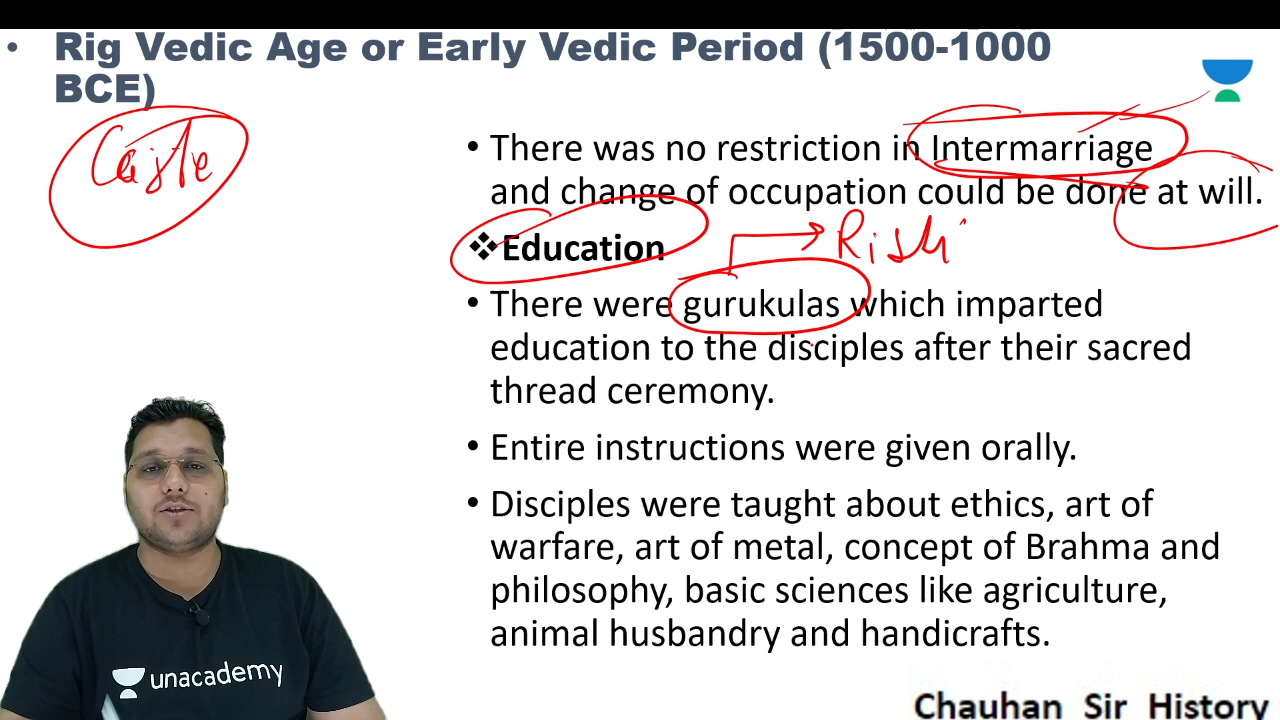 • Rig Vedic Age or Early Vedic Period (1500-1000
BCE)
Caste
• There was no restriction in Intermarriage
and change of occupation could be done at will.
❖Education
Rishi
• There were gurukulas which imparted
education to the disciples after their sacred
thread ceremony.
• Entire instructions were given orally.
• Disciples were taught about ethics, art of
warfare, art of metal, concept of Brahma and
philosophy, basic sciences like agriculture,
animal husbandry and handicrafts.
unacademy
Chauhan Sir History